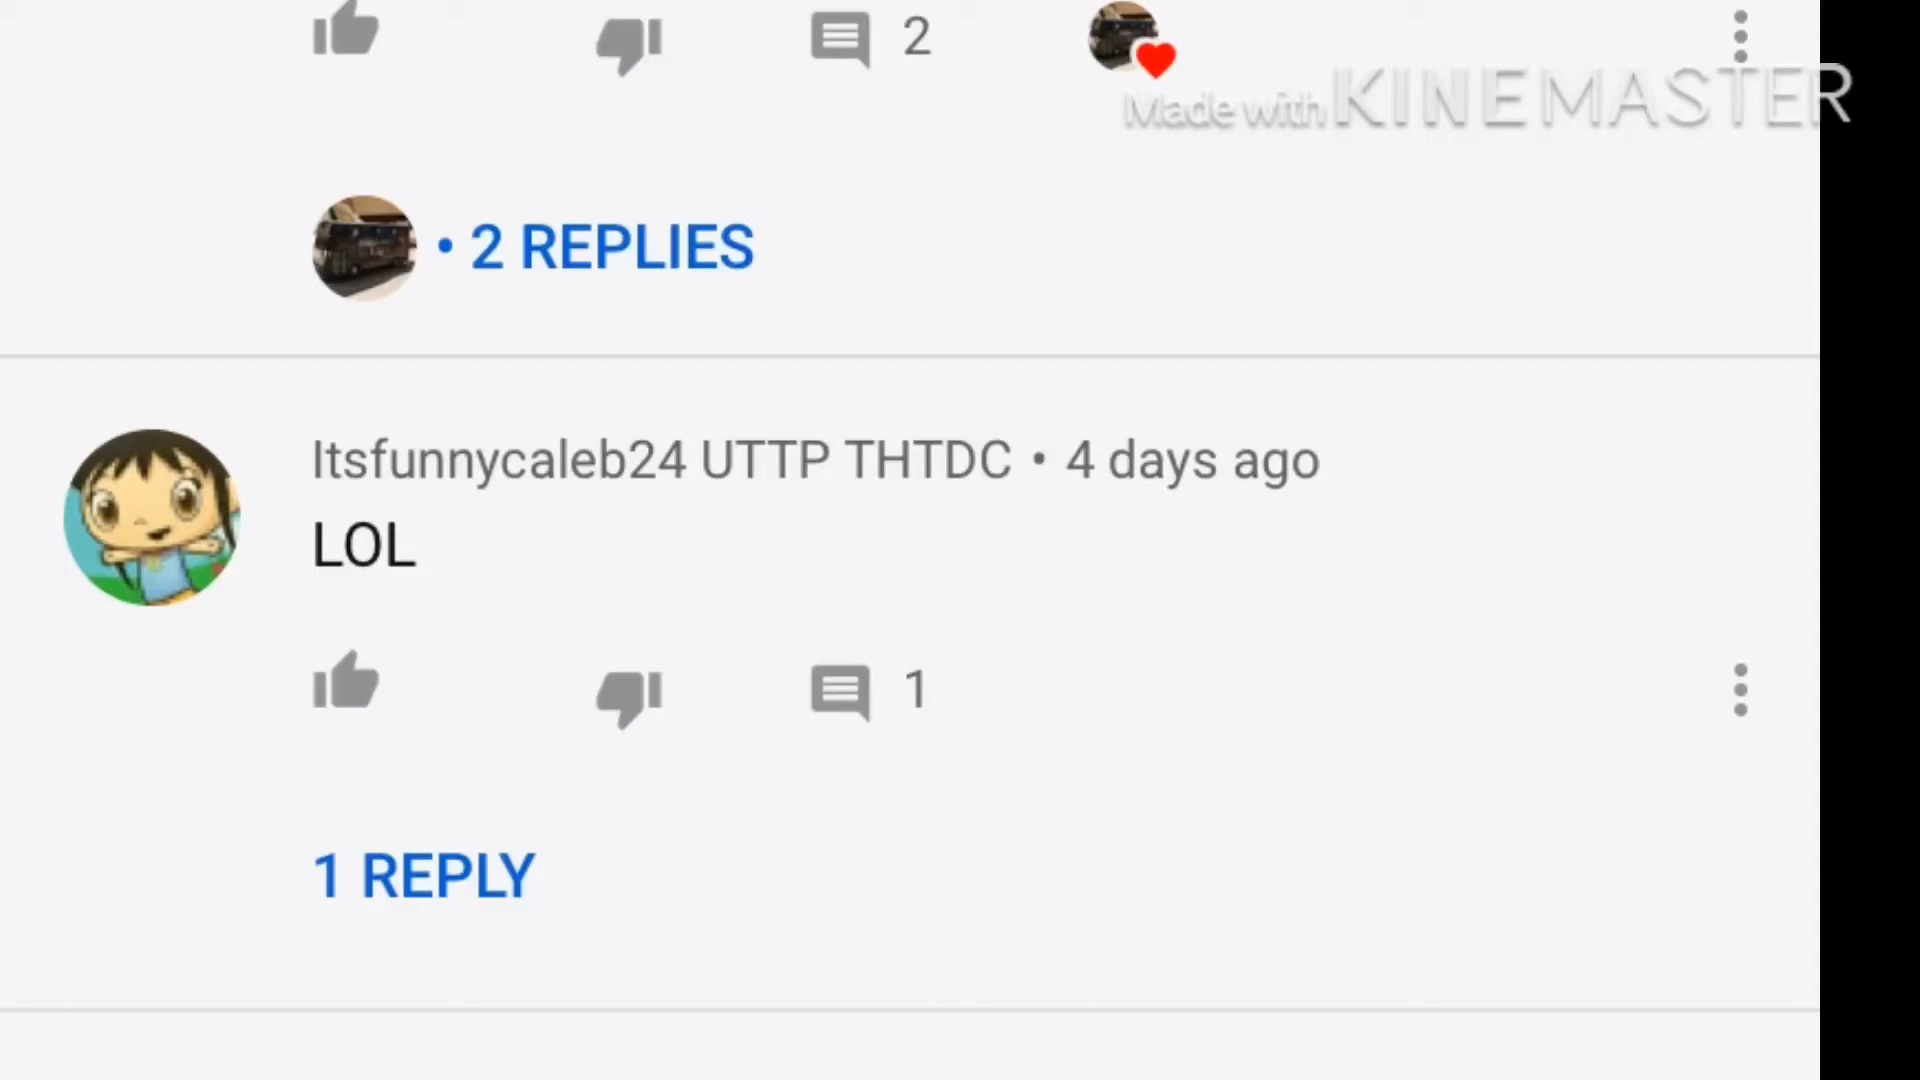 2
Made with KINEMASTER
• 2 REPLIES
Itsfunnycaleb24 UTTP THTDC • 4 days ago
LOL
1
1 REPLY